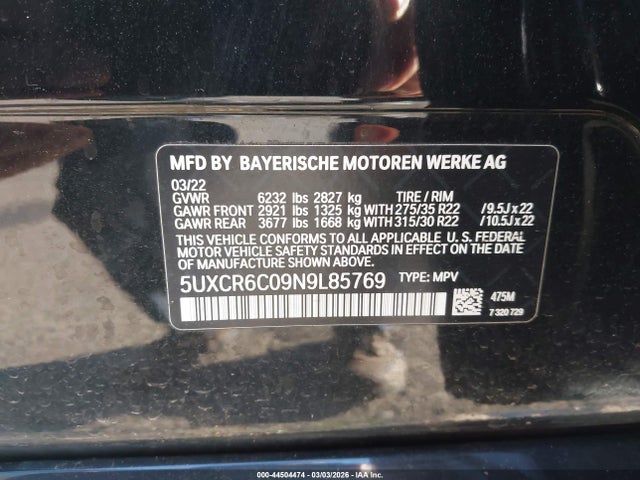 MFD BY BAYERISCHE MOTOREN WERKE AG
03/22
GVWR 6232 lbs 2827 kg TIRE / RIM
GAWR FRONT 2921 lbs 1325 kg WITH 275/35 R22 /9.5J x 22
GAWR REAR 3677 lbs 1668 kg WITH 315/30 R22 /10.5J x 22
THIS VEHICLE CONFORMS TO ALL APPLICABLE U. S. FEDERAL
MOTOR VEHICLE SAFETY STANDARDS IN EFFECT ON THE DATE OF
MANUFACTURE SHOWN ABOVE.
5UXCR6C09N9L85769 TYPE: MPV
475M
7 320 729
000-44504474 | 03/03/2026 - IAA Inc.